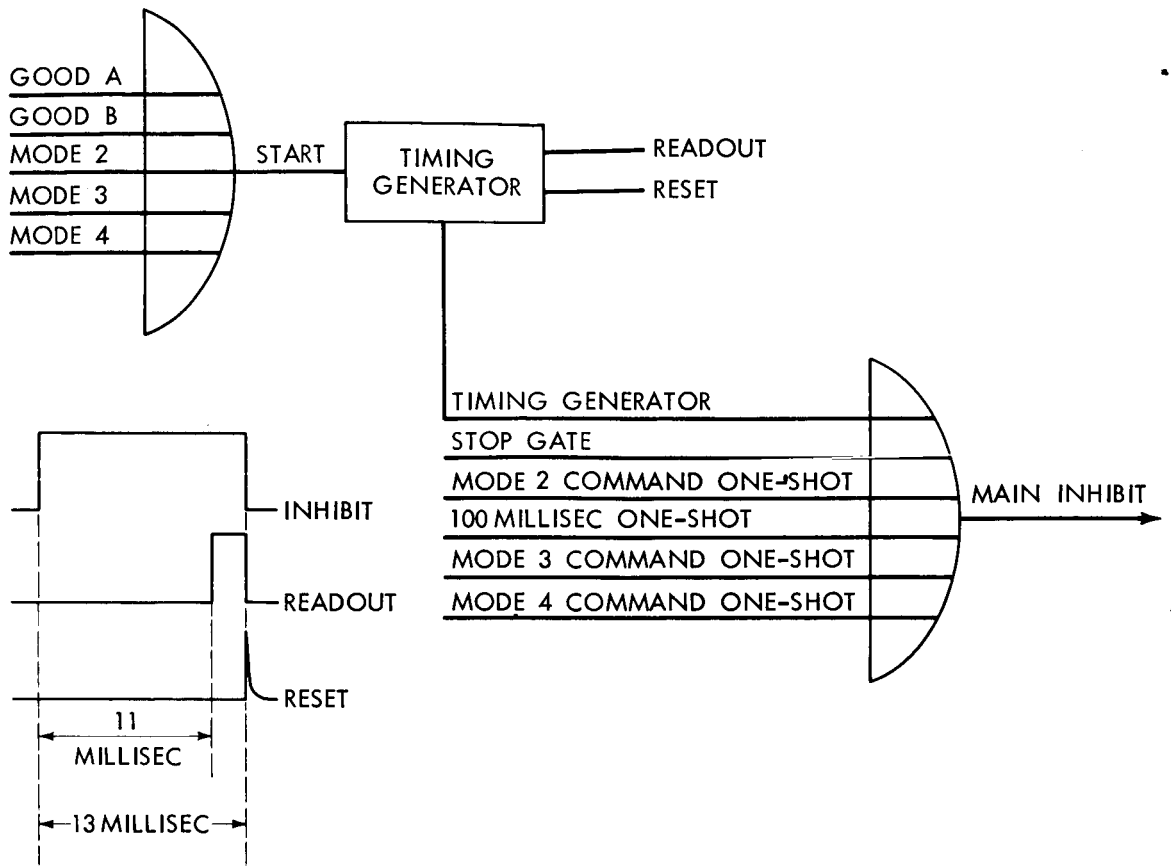 GOOD A
GOOD B
MODE 2
MODE 3
MODE 4
START
TIMING
GENERATOR
READOUT
RESET
TIMING GENERATOR
STOP GATE
MODE 2 COMMAND ONE-SHOT
100 MILLISEC ONE-SHOT
MODE 3 COMMAND ONE-SHOT
MODE 4 COMMAND ONE-SHOT
MAIN INHIBIT
INHIBIT
READOUT
RESET
11
MILLISEC
13 MILLISEC